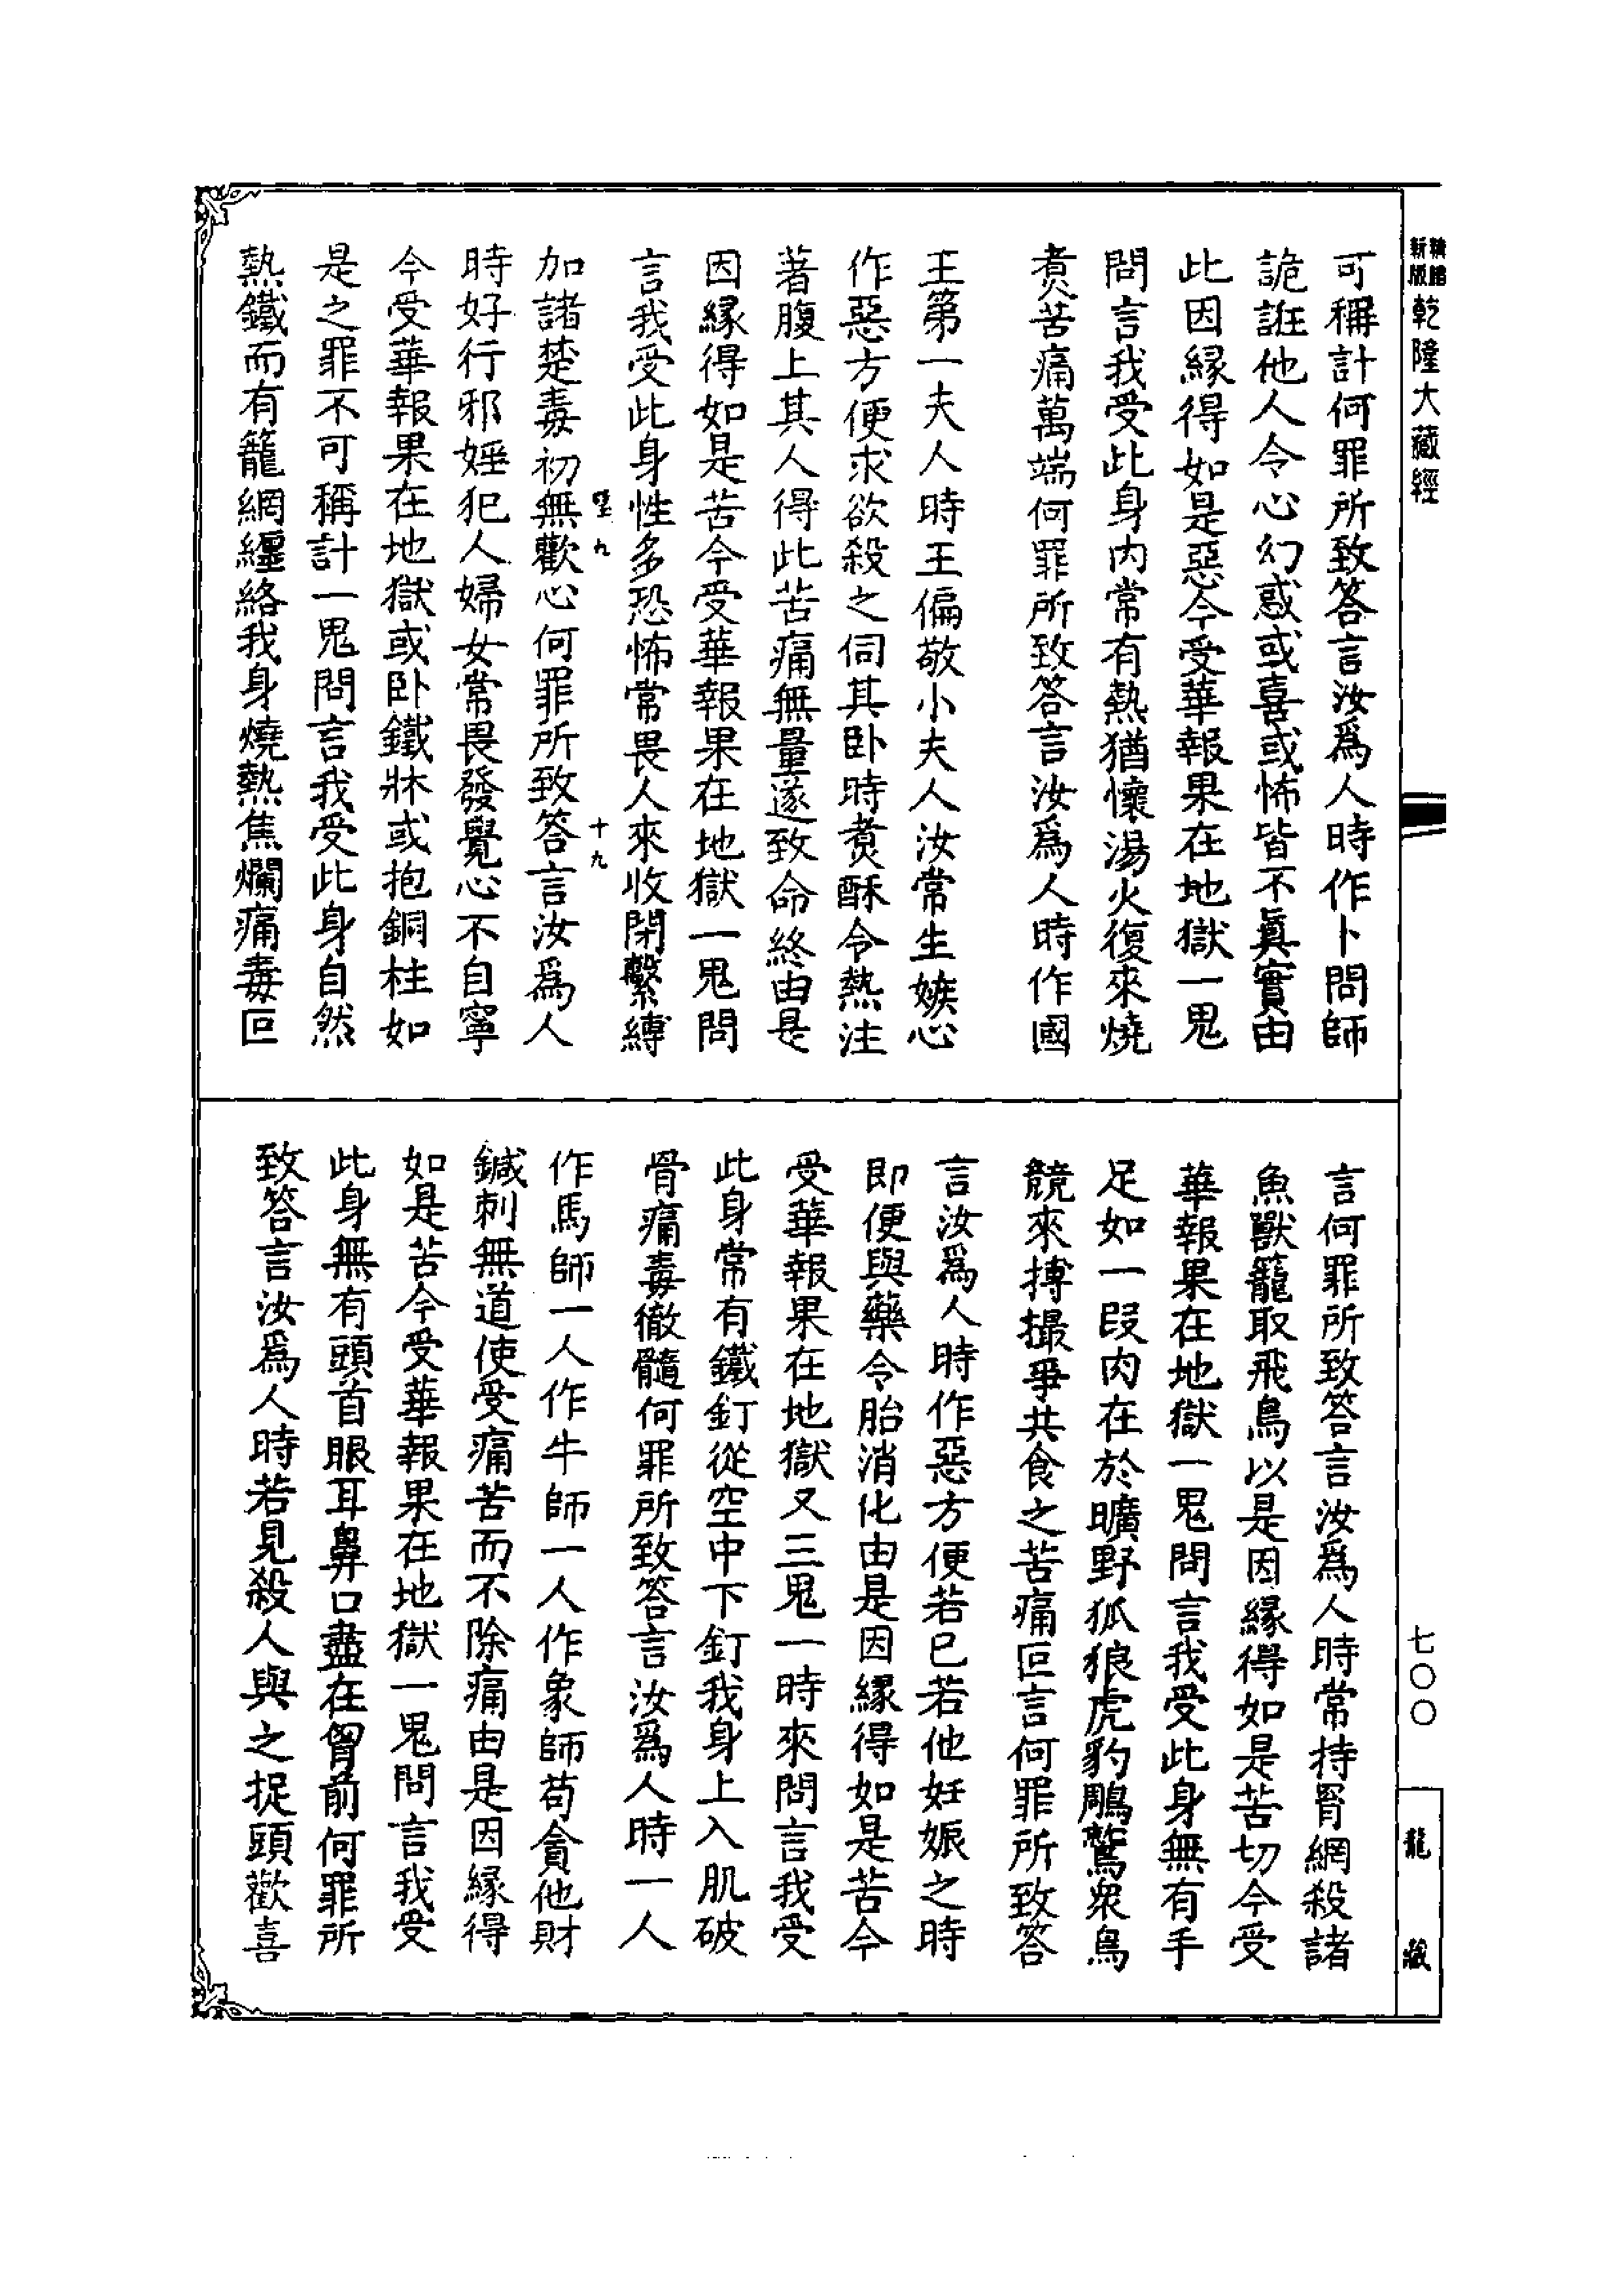 精縮
新版
乾隆大藏經
可稱計何罪所致答言汝爲人時作卜問師
詭誑他人令心幻惑或喜或怖皆不眞實由
此因緣得如是惡今受華報果在地獄一鬼
問言我受此身內常有熱猶懷湯火復來燒
煑苦痛萬端何罪所致答言汝爲人時作國
王第一夫人時王偏敬小夫人汝常生嫉心
作惡方便求欲殺之伺其卧時煑酥令熱注
著腹上其人得此苦痛無量遂致命終由是
因緣得如是苦今受華報果在地獄一鬼問
言我受此身性多恐怖常畏人來收閉繫縛
十九
加諸楚毒初無歡心何罪所致答言汝爲人
時好行邪婬犯人婦女常畏發覺心不自寧
今受華報果在地獄或卧鐵牀或抱銅柱如
是之罪不可稱計一鬼問言我受此身自然
熱鐵而有籠網纏絡我身燒熱焦爛痛毒叵
言何罪所致答言汝爲人時常持罥網殺諸
魚獸籠取飛鳥以是因緣得如是苦切今受
華報果在地獄一鬼問言我受此身無有手
足如一段肉在於曠野狐狼虎豹鵰鷲衆鳥
競來搏撮爭共食之苦痛叵言何罪所致答
言汝爲人時作惡方便若已若他妊娠之時
即便與藥令胎消化由是因緣得如是苦今
受華報果在地獄又三鬼一時來問言我受
此身常有鐵釘從空中下釘我身上入肌破
骨痛毒徹髓何罪所致答言汝爲人時一人
作馬師一人作牛師一人作象師苟貪他財
鍼刺無道使受痛苦而不除痛由是因緣得
如是苦今受華報果在地獄一鬼問言我受
此身無有頭首眼耳鼻口盡在胷前何罪所
致答言汝爲人時若見殺人與之捉頭歡喜
七〇〇
龍藏